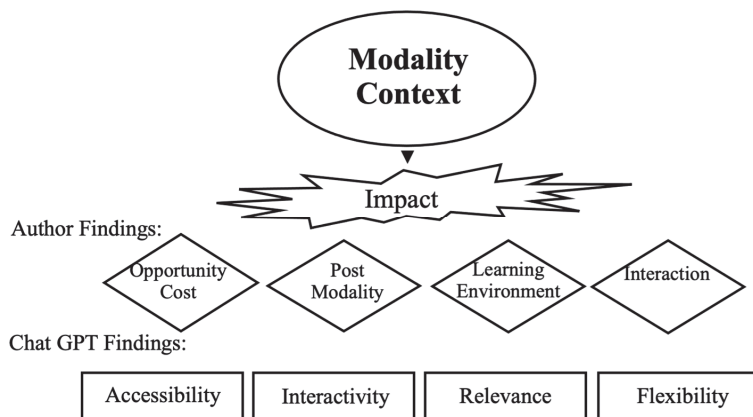 Modality
Context
Impact
Author Findings:
Opportunity
Cost
Post
Modality
Learning
Environment
Interaction
Chat GPT Findings:
Accessibility
Interactivity
Relevance
Flexibility